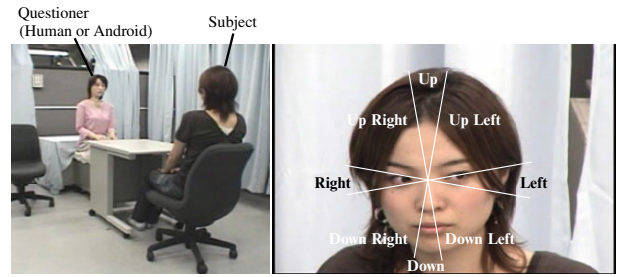 Questioner
(Human or Android)
Subject
Up
Up Right
Up Left
Right
Left
Down Right
Down Left
Down